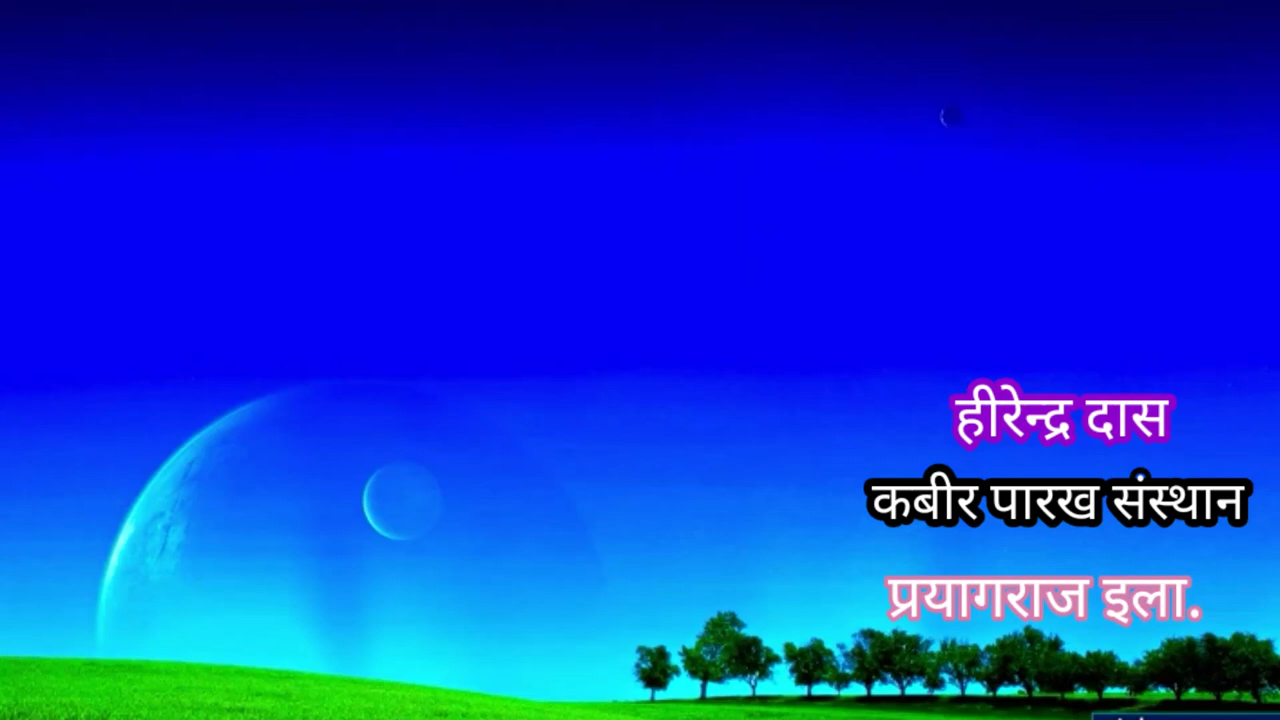 हीरेन्द्र दास
कबीर पारख संस्थान
प्रयागराज इला.